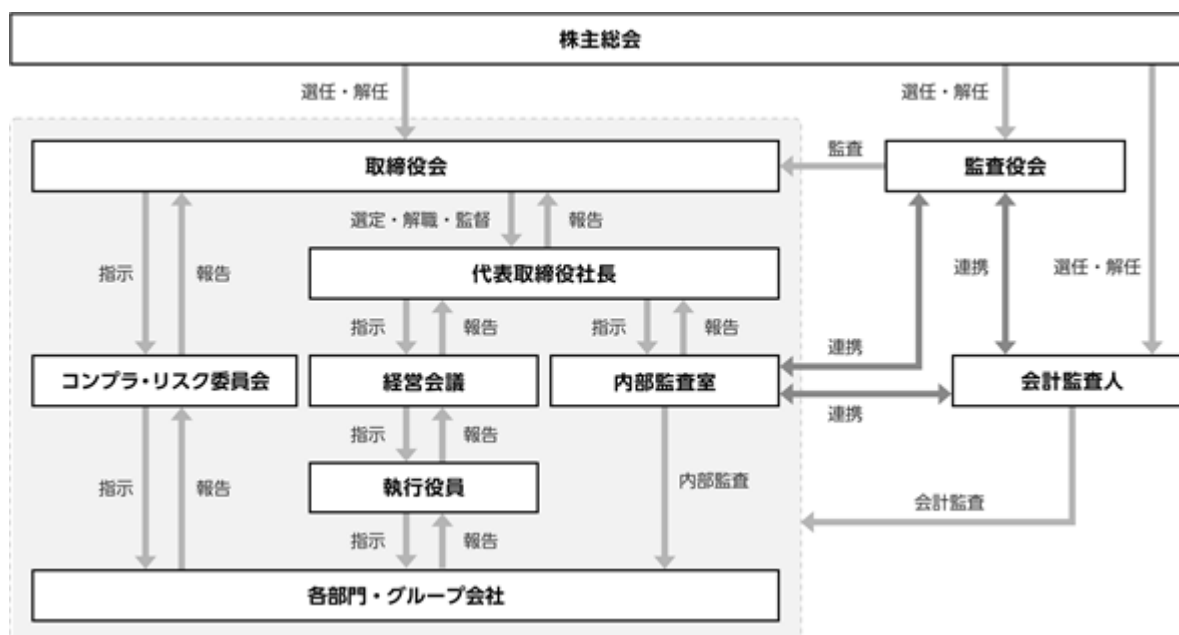 株主総会
選任・解任
選任・解任
取締役会
監査
監査役会
選定・解職・監督
報告
指示
報告
代表取締役社長
連携
選任・解任
指示
報告
指示
報告
連携
コンプラ・リスク委員会
経営会議
内部監査室
会計監査人
連携
指示
報告
執行役員
指示
報告
内部監査
会計監査
指示
報告
各部門・グループ会社